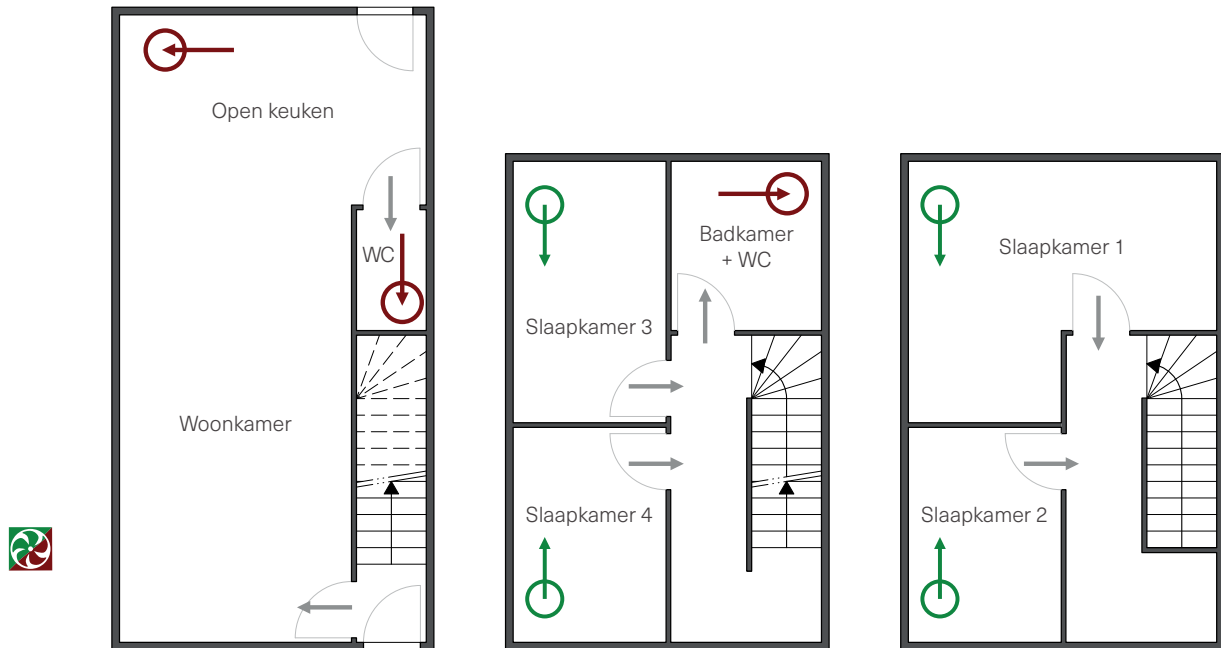 Open keuken
WC
Woonkamer
Badkamer
+ WC
Slaapkamer 3
Slaapkamer 4
Slaapkamer 1
Slaapkamer 2